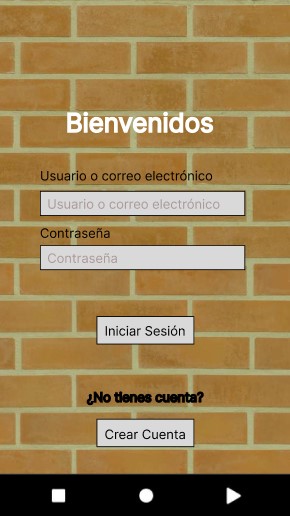 Bienvenidos
Usuario o correo electrónico
Usuario o correo electrónico
Contraseña
Contraseña
Iniciar Sesión
¿No tienes cuenta?
Crear Cuenta